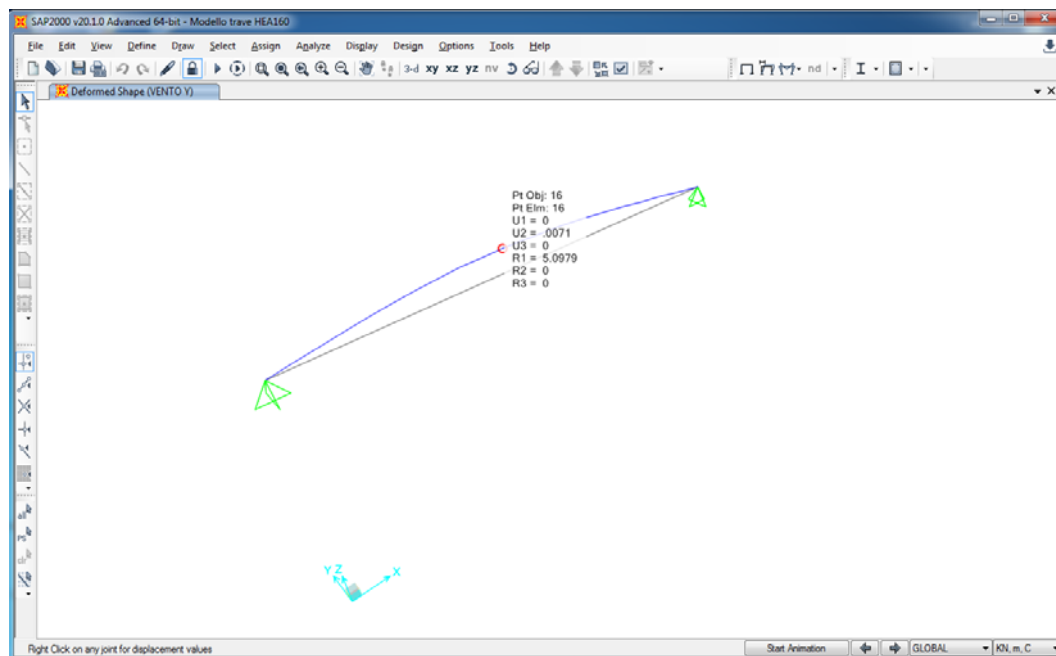 SAP2000 v20.1.0 Advanced 64-bit - Modello trave HEA160
File Edit View Define Draw Select Assign Analyze Display Design Options Tools Help
3-d xy xz yz nv nd
Deformed Shape (VENTO Y)
Pt Obj: 16
Pt Elm: 16
U1 = 0
U2 = .0071
U3 = 0
R1 = 5.0979
R2 = 0
R3 = 0
all
PS
clr
Y Z X
Right Click on any joint for displacement values
Start Animation
GLOBAL
KN, m, C